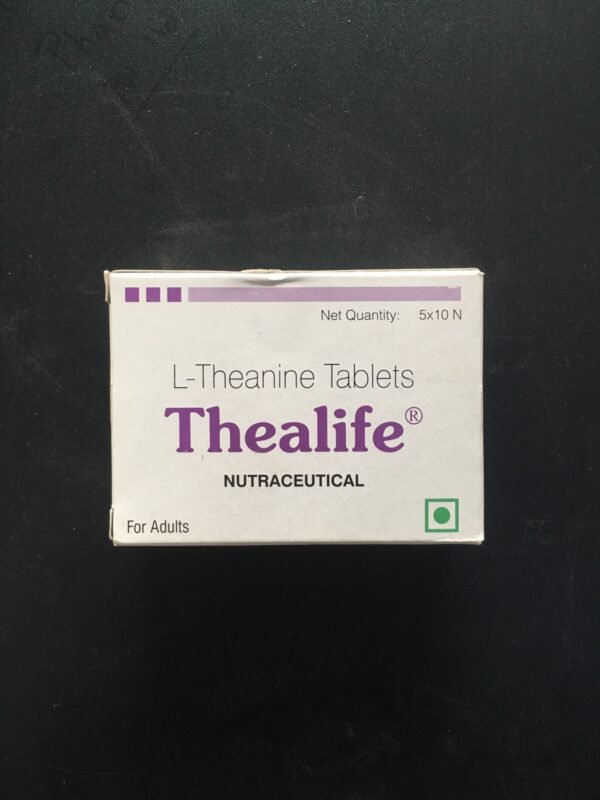 Net Quantity: 5x10 N
L-Theanine Tablets
Thealife®
NUTRACEUTICAL
For Adults